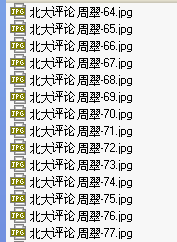 北大评论 周翠-64.jpg
北大评论 周翠-65.jpg
北大评论 周翠-66.jpg
北大评论 周翠-67.jpg
北大评论 周翠-68.jpg
北大评论 周翠-69.jpg
北大评论 周翠-70.jpg
北大评论 周翠-71.jpg
北大评论 周翠-72.jpg
北大评论 周翠-73.jpg
北大评论 周翠-74.jpg
北大评论 周翠-75.jpg
北大评论 周翠-76.jpg
北大评论 周翠-77.jpg